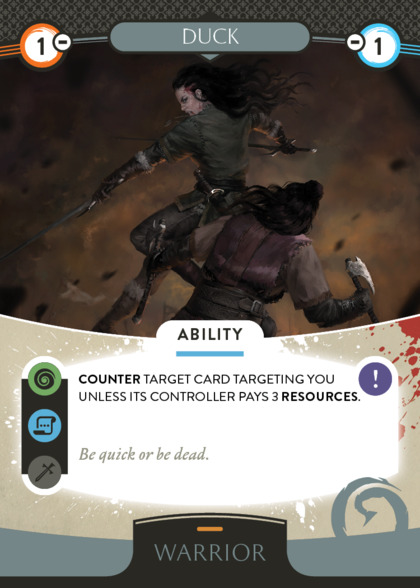 DUCK
1 1
ABILITY
COUNTER TARGET CARD TARGETING YOU
UNLESS ITS CONTROLLER PAYS 3 RESOURCES.
!
Be quick or be dead.
WARRIOR